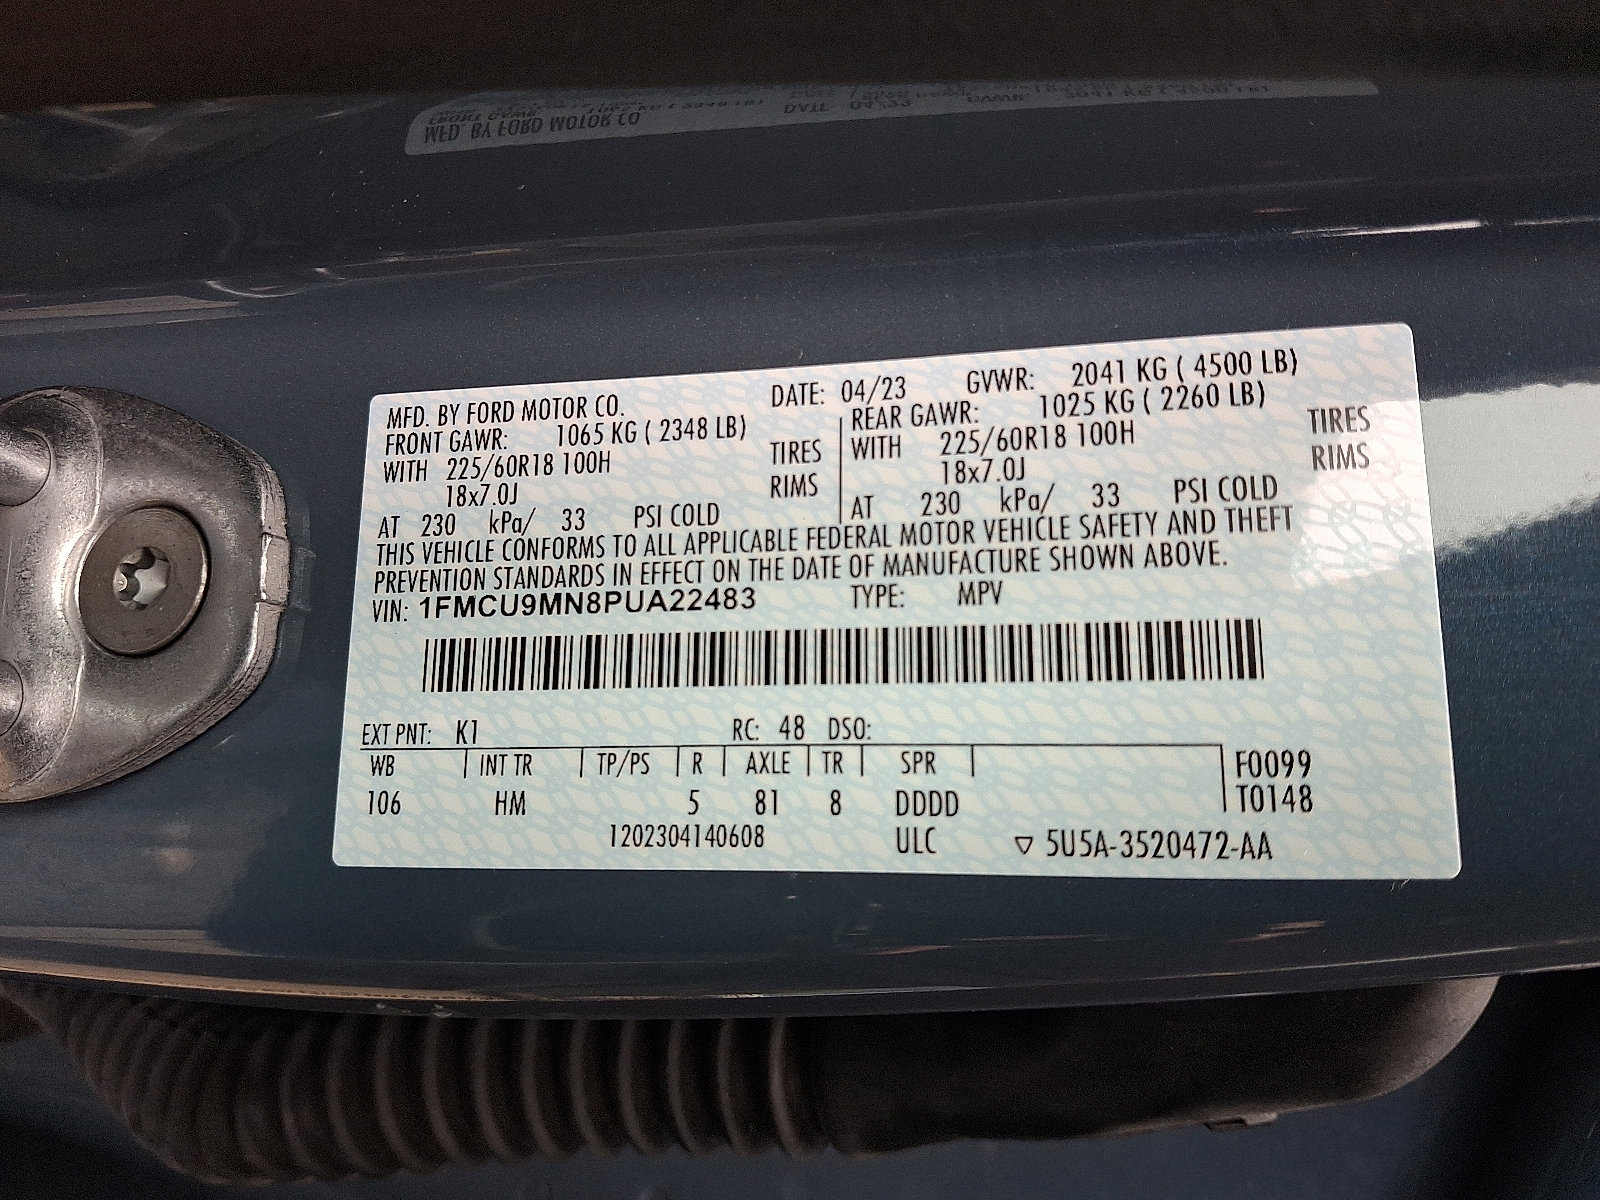 MFD. BY FORD MOTOR CO. DATE: 04/23 GVWR: 2041 KG ( 4500 LB)
FRONT GAWR: 1065 KG ( 2348 LB) REAR GAWR: 1025 KG ( 2260 LB)
WITH 225/60R18 100H TIRES WITH 225/60R18 100H TIRES
18x7.0J RIMS 18x7.0J RIMS
AT 230 kPa/ 33 PSI COLD AT 230 kPa/ 33 PSI COLD
THIS VEHICLE CONFORMS TO ALL APPLICABLE FEDERAL MOTOR VEHICLE SAFETY AND THEFT
PREVENTION STANDARDS IN EFFECT ON THE DATE OF MANUFACTURE SHOWN ABOVE.
VIN: 1FMCU9MN8PUA22483 TYPE: MPV
EXT PNT: K1 RC: 48 DSO:
WB INT TR TP/PS R AXLE TR SPR F0099
106 HM 5 81 8 DDDD T0148
1202304140608 ULC ▽ 5U5A-3520472-AA